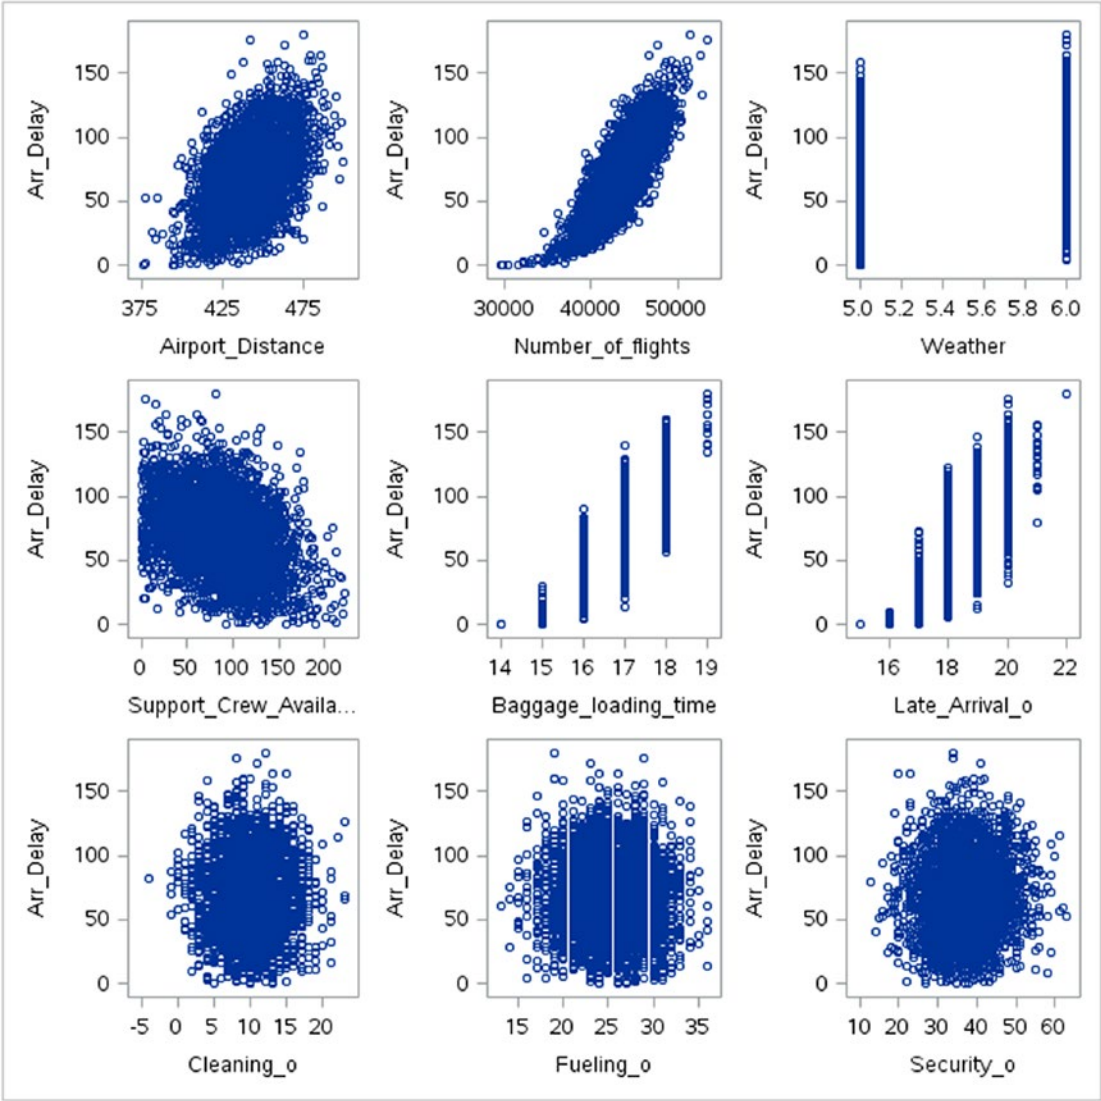 Arr_Delay
150
100
50
0
375 425 475
Airport_Distance
Arr_Delay
150
100
50
0
30000 40000 50000
Number_of_flights
Arr_Delay
150
100
50
0
5.0 5.2 5.4 5.6 5.8 6.0
Weather
Arr_Delay
150
100
50
0
0 50 100 150 200
Support_Crew_Availa...
Arr_Delay
150
100
50
0
14 15 16 17 18 19
Baggage_loading_time
Arr_Delay
150
100
50
0
16 18 20 22
Late_Arrival_o
Arr_Delay
150
100
50
0
-5 0 5 10 15 20
Cleaning_o
Arr_Delay
150
100
50
0
15 20 25 30 35
Fueling_o
Arr_Delay
150
100
50
0
10 20 30 40 50 60
Security_o